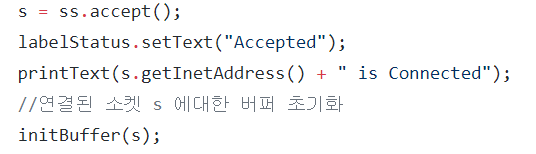 s = ss.accept();
labelStatus.setText("Accepted");
printText(s.getInetAddress() + " is Connected");
//연결된 소켓 s 에대한 버퍼 초기화
initBuffer(s);